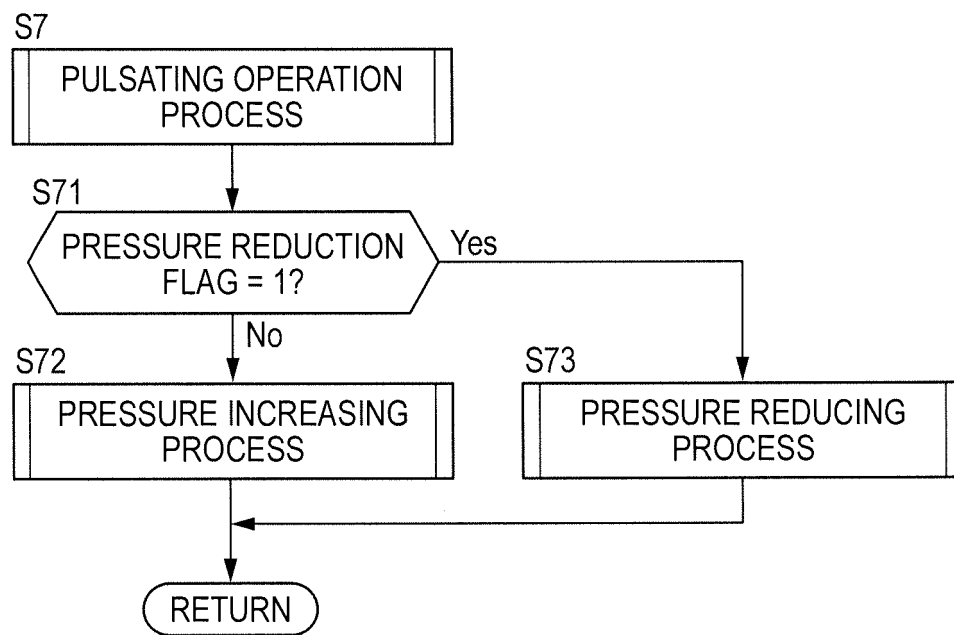 S7
PULSATING OPERATION
PROCESS
S71
PRESSURE REDUCTION
FLAG = 1?
Yes
No
S72
PRESSURE INCREASING
PROCESS
S73
PRESSURE REDUCING
PROCESS
RETURN